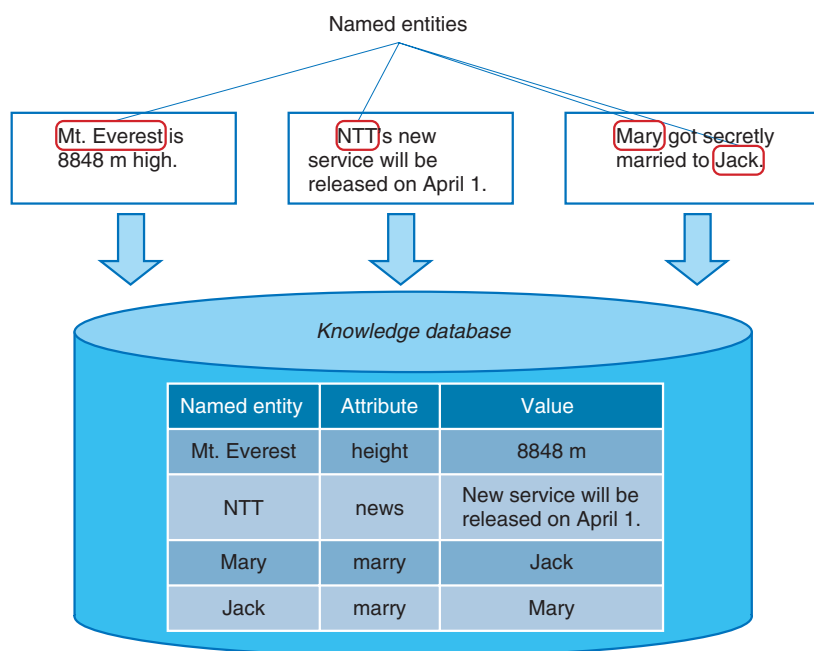 Named entities
Mt. Everest is
8848 m high.
NTT's new
service will be
released on April 1.
Mary got secretly
married to Jack.
Knowledge database
Named entity Attribute Value
Mt. Everest height 8848 m
NTT news New service will be
released on April 1.
Mary marry Jack
Jack marry Mary